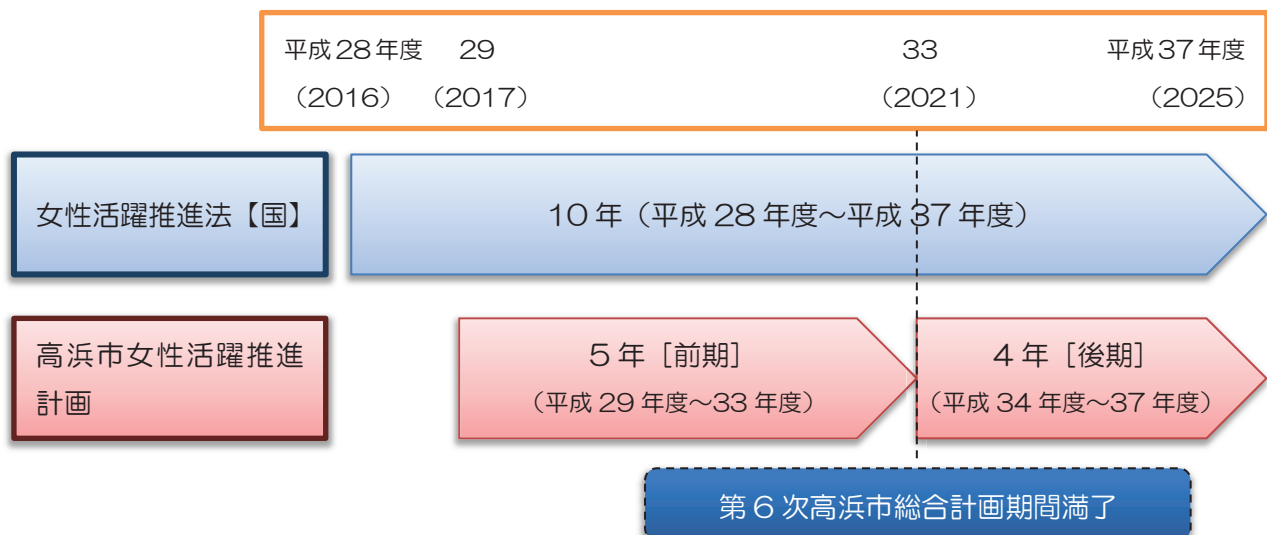 平成28年度 29 33 平成37年度
(2016) (2017) (2021) (2025)
女性活躍推進法【国】
10年(平成28年度～平成37年度)
高浜市女性活躍推進
計画
5年［前期］
(平成29年度～33年度)
4年［後期］
(平成34年度～37年度)
第6次高浜市総合計画期間満了